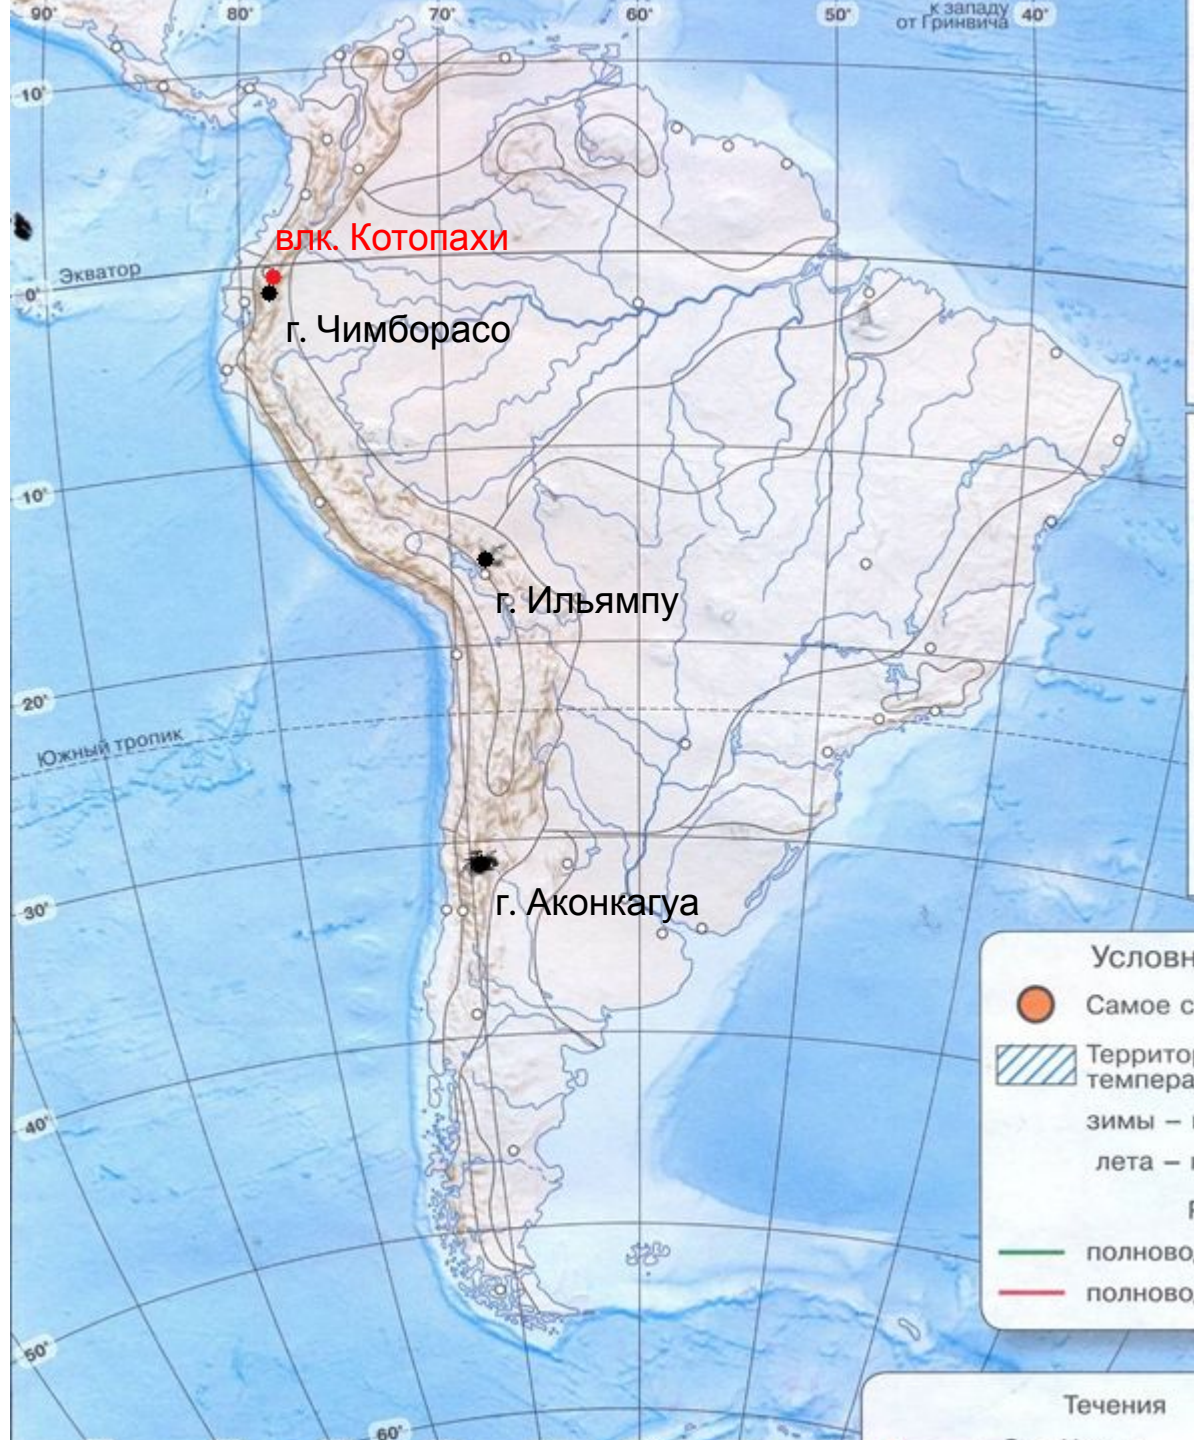 90°
80°
70°
60°
50°
к западу
от Гринвича
40°
10°
влк. Котопахи
Экватор
0°
г. Чимборасо
10°
г. Ильямпу
20°
Южный тропик
г. Аконкагуа
30°
Условн
Самое с
Территор
темпера
зимы –
лета –
40°
полново
полново
50°
Течения
60°